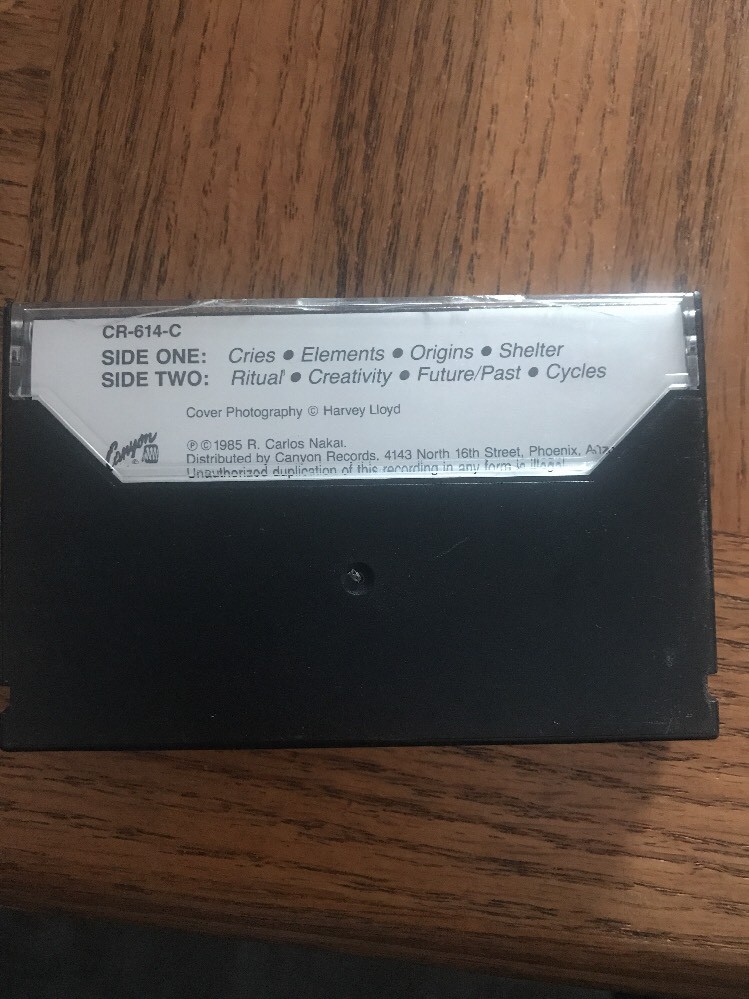 CR-614-C
SIDE ONE: Cries • Elements • Origins • Shelter
SIDE TWO: Ritual • Creativity • Future/Past • Cycles
Cover Photography © Harvey Lloyd
Canyon
℗ © 1985 R. Carlos Nakai.
Distributed by Canyon Records, 4143 North 16th Street, Phoenix,
Unauthorized duplication of this recording in any form is illegal